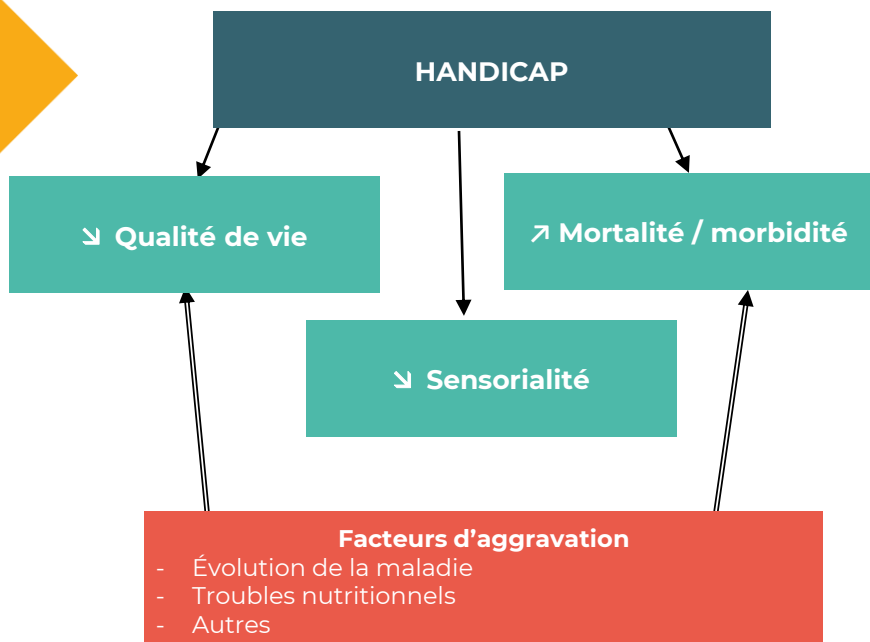 HANDICAP
↘ Qualité de vie
↗ Mortalité / morbidité
↘ Sensorialité
Facteurs d’aggravation
- Évolution de la maladie
- Troubles nutritionnels
- Autres